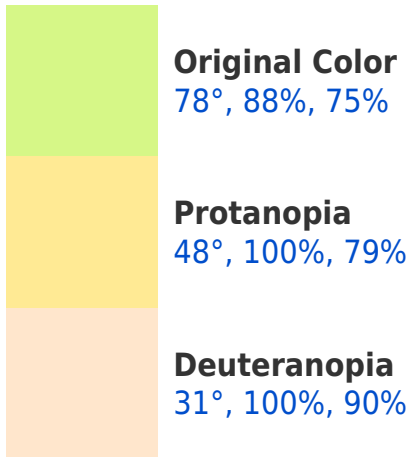 Original Color
78°, 88%, 75%
Protanopia
48°, 100%, 79%
Deuteranopia
31°, 100%, 90%